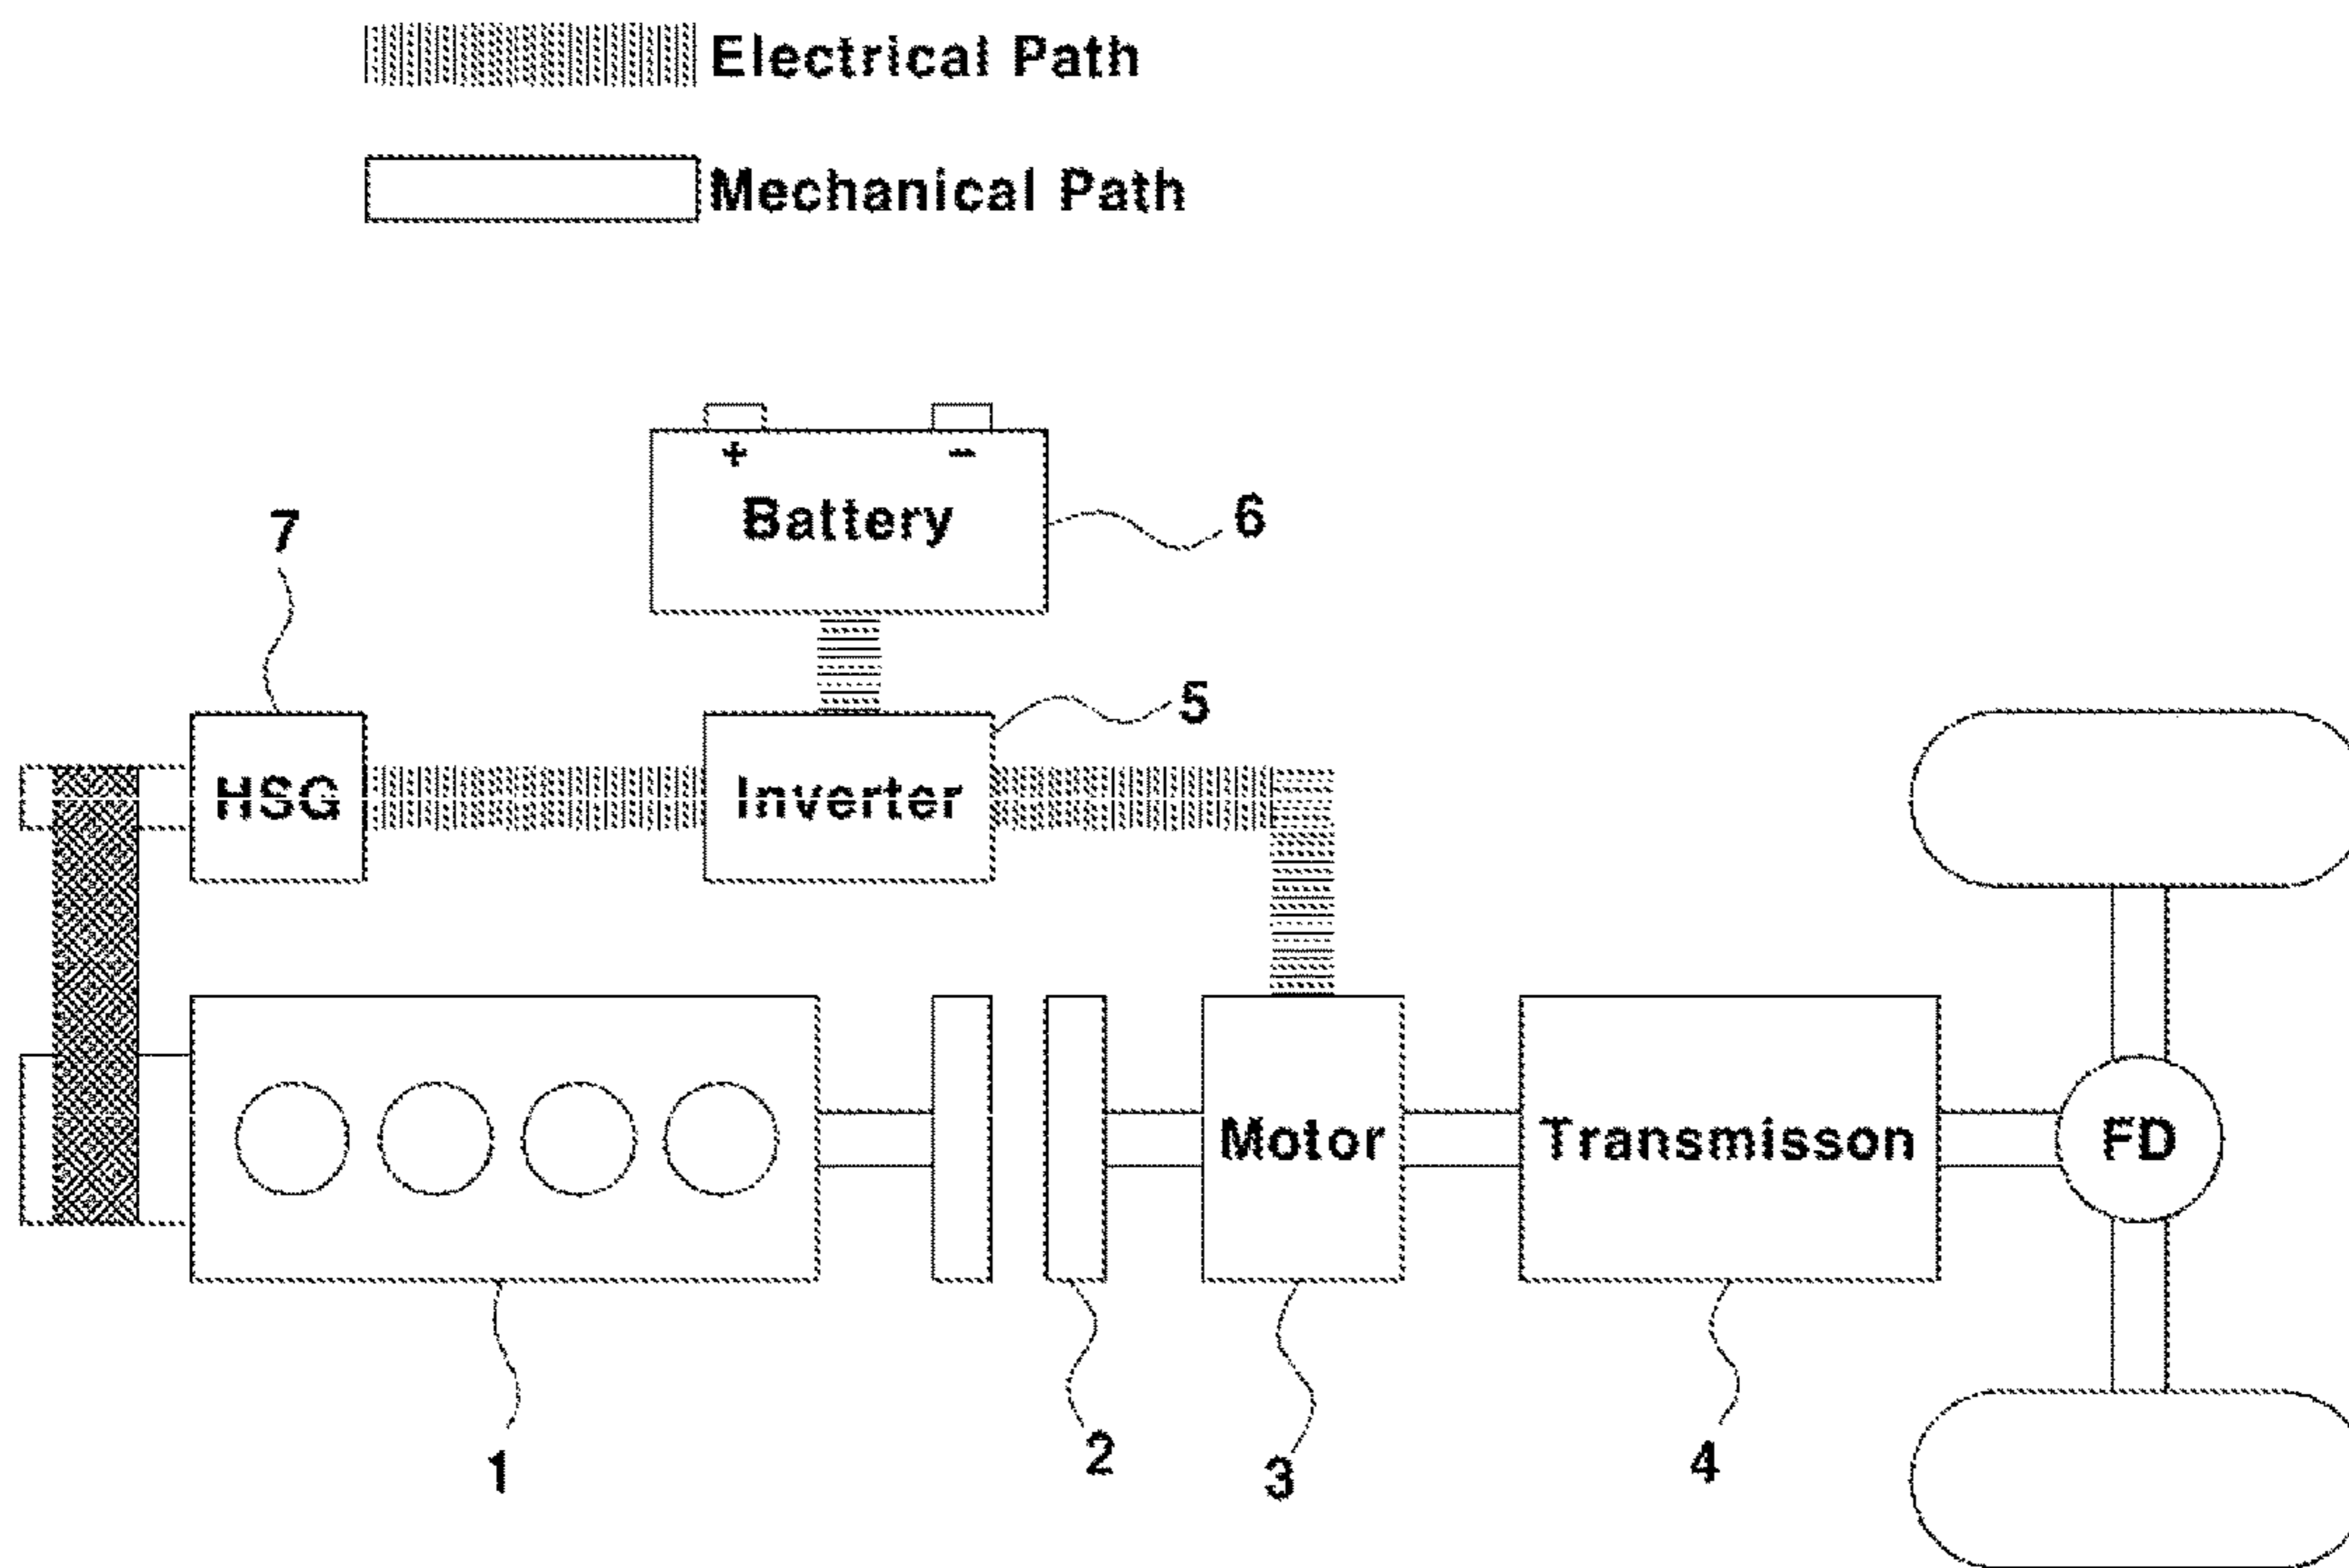 Electrical Path
Mechanical Path
+ −
Battery
6
7
5
HSG
Inverter
Motor
Transmisson
FD
1
2
3
4